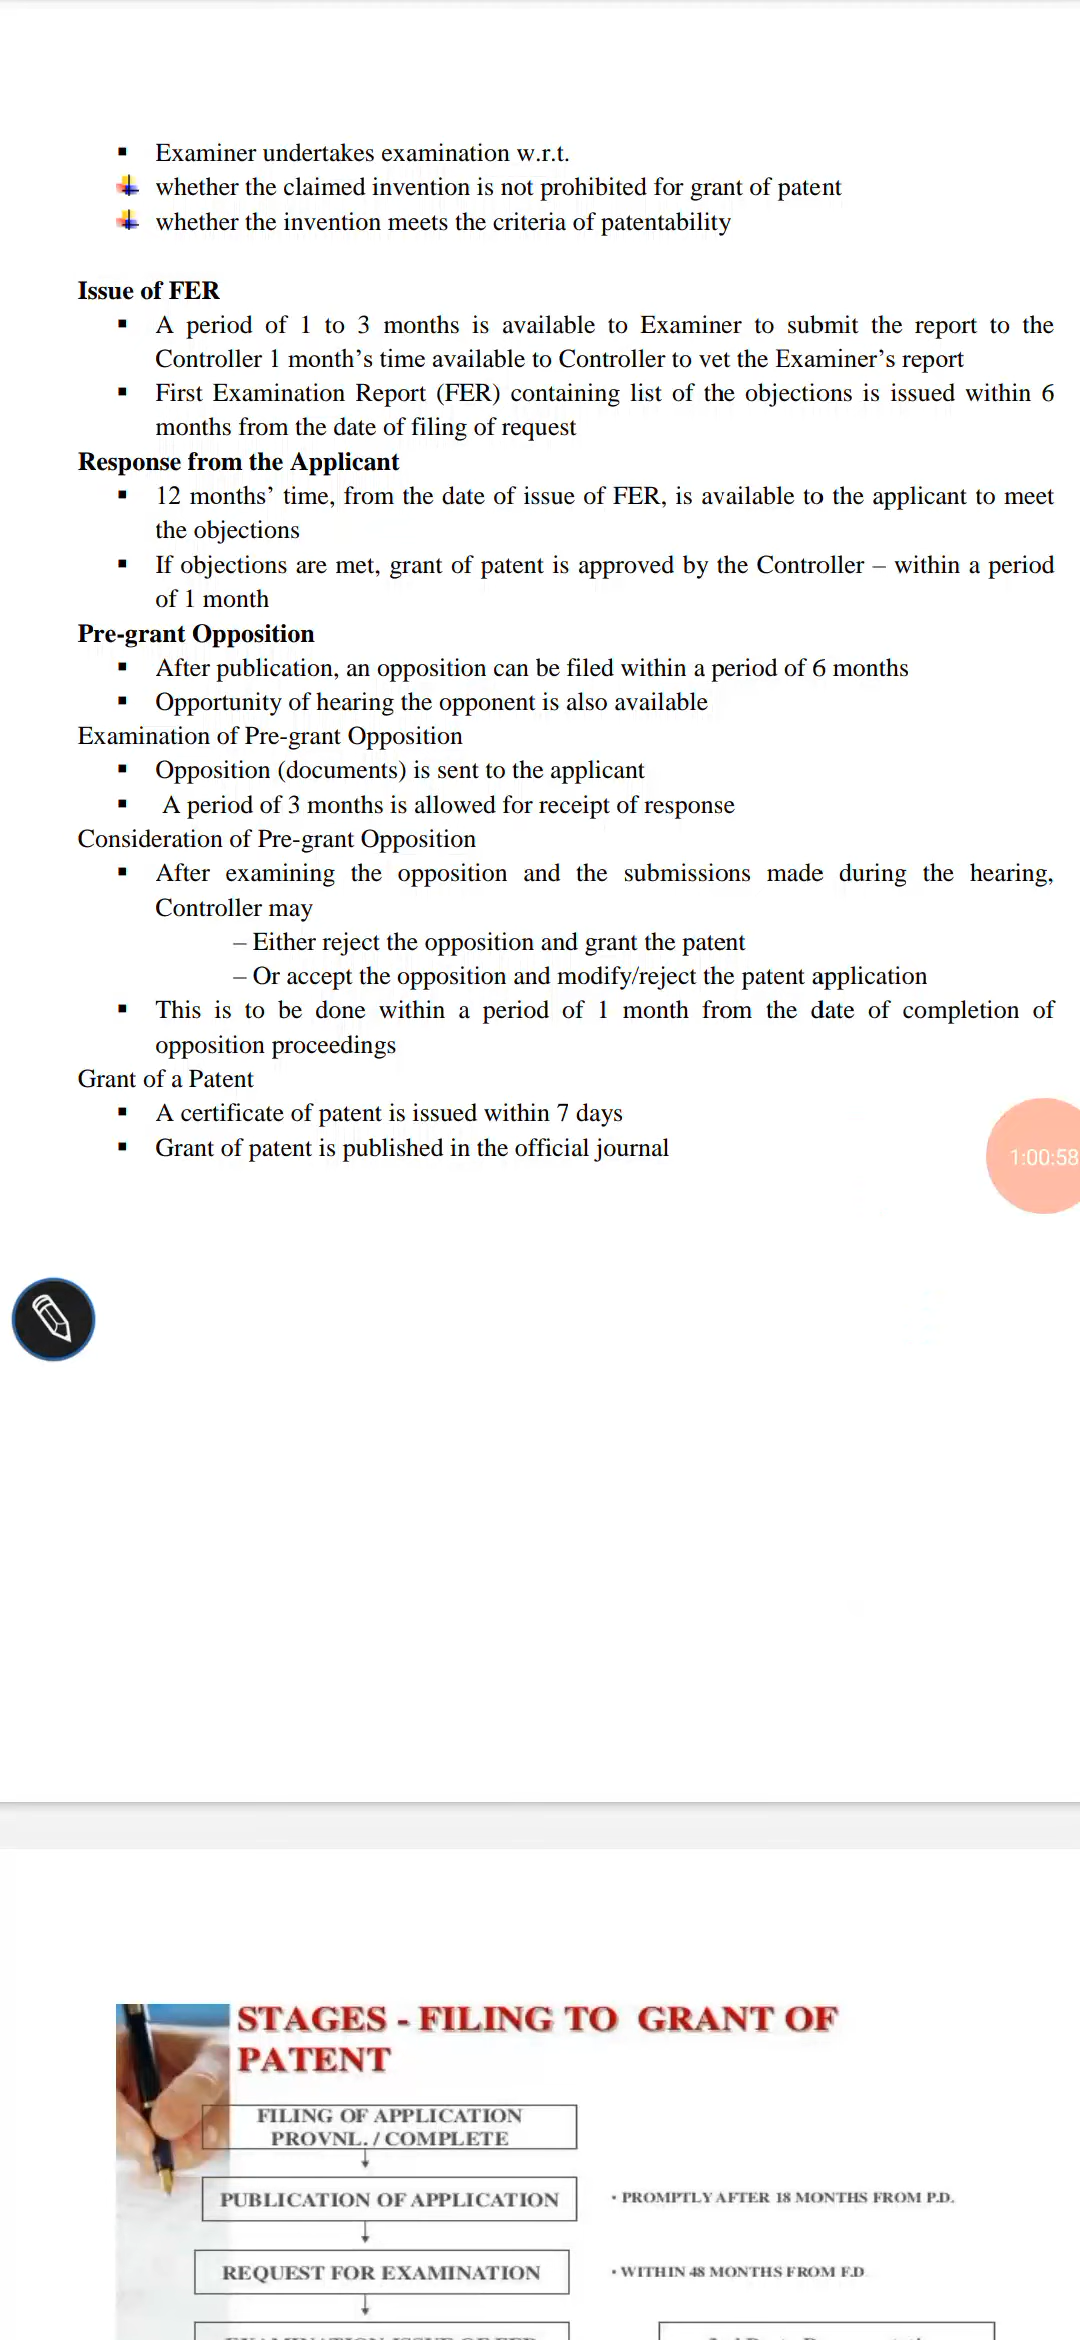 Examiner undertakes examination w.r.t.
whether the claimed invention is not prohibited for grant of patent
whether the invention meets the criteria of patentability
Issue of FER
A period of 1 to 3 months is available to Examiner to submit the report to the
Controller 1 month’s time available to Controller to vet the Examiner’s report
First Examination Report (FER) containing list of the objections is issued within 6
months from the date of filing of request
Response from the Applicant
12 months’ time, from the date of issue of FER, is available to the applicant to meet
the objections
If objections are met, grant of patent is approved by the Controller – within a period
of 1 month
Pre-grant Opposition
After publication, an opposition can be filed within a period of 6 months
Opportunity of hearing the opponent is also available
Examination of Pre-grant Opposition
Opposition (documents) is sent to the applicant
A period of 3 months is allowed for receipt of response
Consideration of Pre-grant Opposition
After examining the opposition and the submissions made during the hearing,
Controller may
– Either reject the opposition and grant the patent
– Or accept the opposition and modify/reject the patent application
This is to be done within a period of 1 month from the date of completion of
opposition proceedings
Grant of a Patent
A certificate of patent is issued within 7 days
Grant of patent is published in the official journal
1:00:58
STAGES - FILING TO GRANT OF
PATENT
FILING OF APPLICATION
PROVNL. / COMPLETE
PUBLICATION OF APPLICATION
• PROMPTLY AFTER 18 MONTHS FROM P.D.
REQUEST FOR EXAMINATION
• WITHIN 48 MONTHS FROM F.D